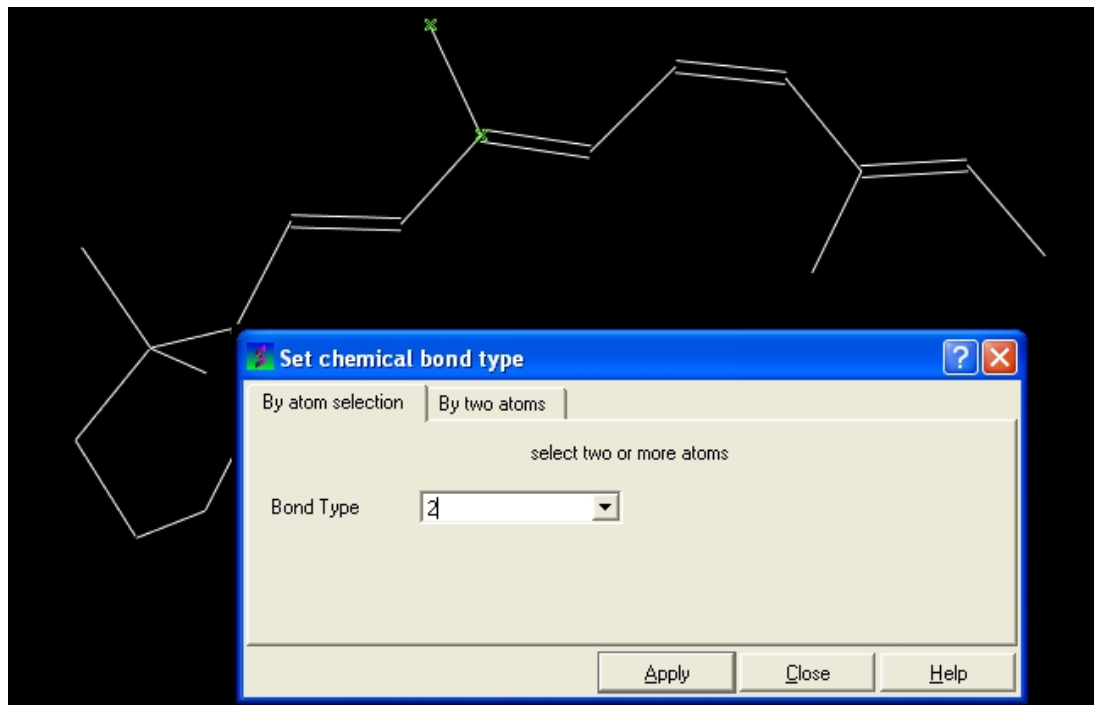 Set chemical bond type
By atom selection By two atoms
select two or more atoms
Bond Type 2
Apply Close Help